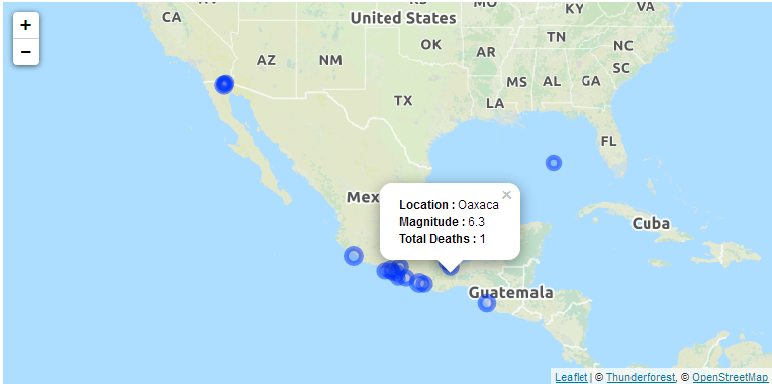 +
−
United States
MO
KY
VA
CA
AZ
NM
OK
AR
TN
NC
SC
MS
AL
GA
TX
LA
FL
Mex
×
Location : Oaxaca
Magnitude : 6.3
Total Deaths : 1
Cuba
Guatemala
Leaflet | © Thunderforest, © OpenStreetMap